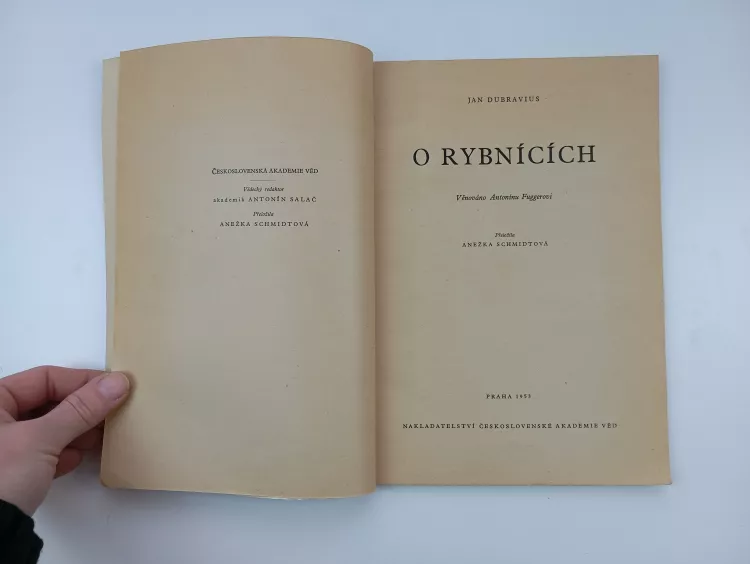 ČESKOSLOVENSKÁ AKADEMIE VĚD
Vědecký redaktor
akademik ANTONÍN SALAČ
Přeložila
ANEŽKA SCHMIDTOVÁ
JAN DUBRAVIUS
O RYBNÍCÍCH
Věnováno Antonínu Fuggerovi
Přeložila
ANEŽKA SCHMIDTOVÁ
PRAHA 1953
NAKLADATELSTVÍ ČESKOSLOVENSKÉ AKADEMIE VĚD